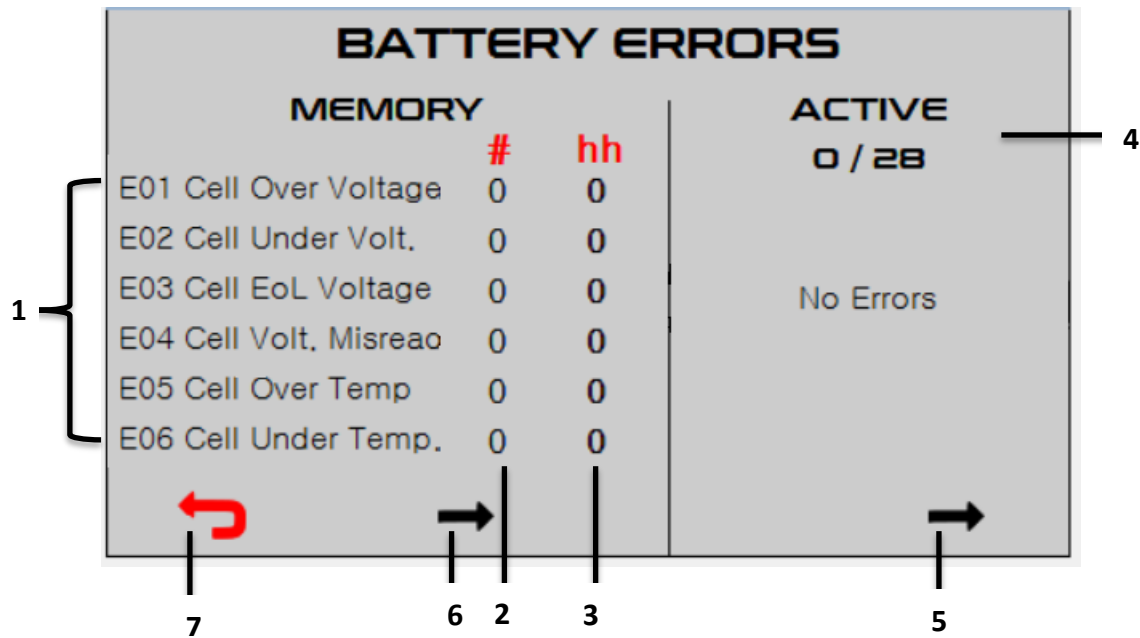 BATTERY ERRORS
MEMORY
# hh
E01 Cell Over Voltage 0 0
E02 Cell Under Volt. 0 0
E03 Cell EoL Voltage 0 0
E04 Cell Volt. Misreac 0 0
E05 Cell Over Temp 0 0
E06 Cell Under Temp. 0 0
ACTIVE
0 / 28
No Errors
1
4
7
6
2
3
5